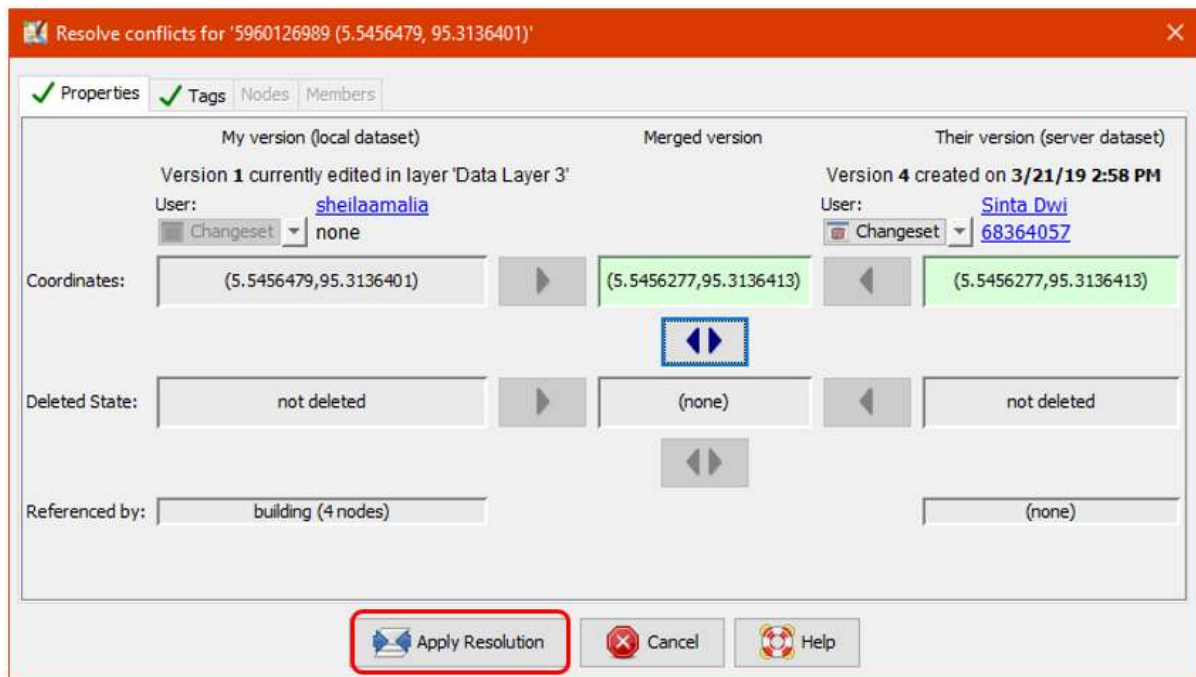 Resolve conflicts for '5960126989 (5.5456479, 95.3136401)'
Properties Tags Nodes Members
My version (local dataset) Merged version Their version (server dataset)
Version 1 currently edited in layer 'Data Layer 3' Version 4 created on 3/21/19 2:58 PM
User: sheilaamalia User: Sinta Dwi
Changeset none Changeset 68364057
Coordinates: (5.5456479,95.3136401) (5.5456277,95.3136413) (5.5456277,95.3136413)
Deleted State: not deleted (none) not deleted
Referenced by: building (4 nodes) (none)
Apply Resolution Cancel Help